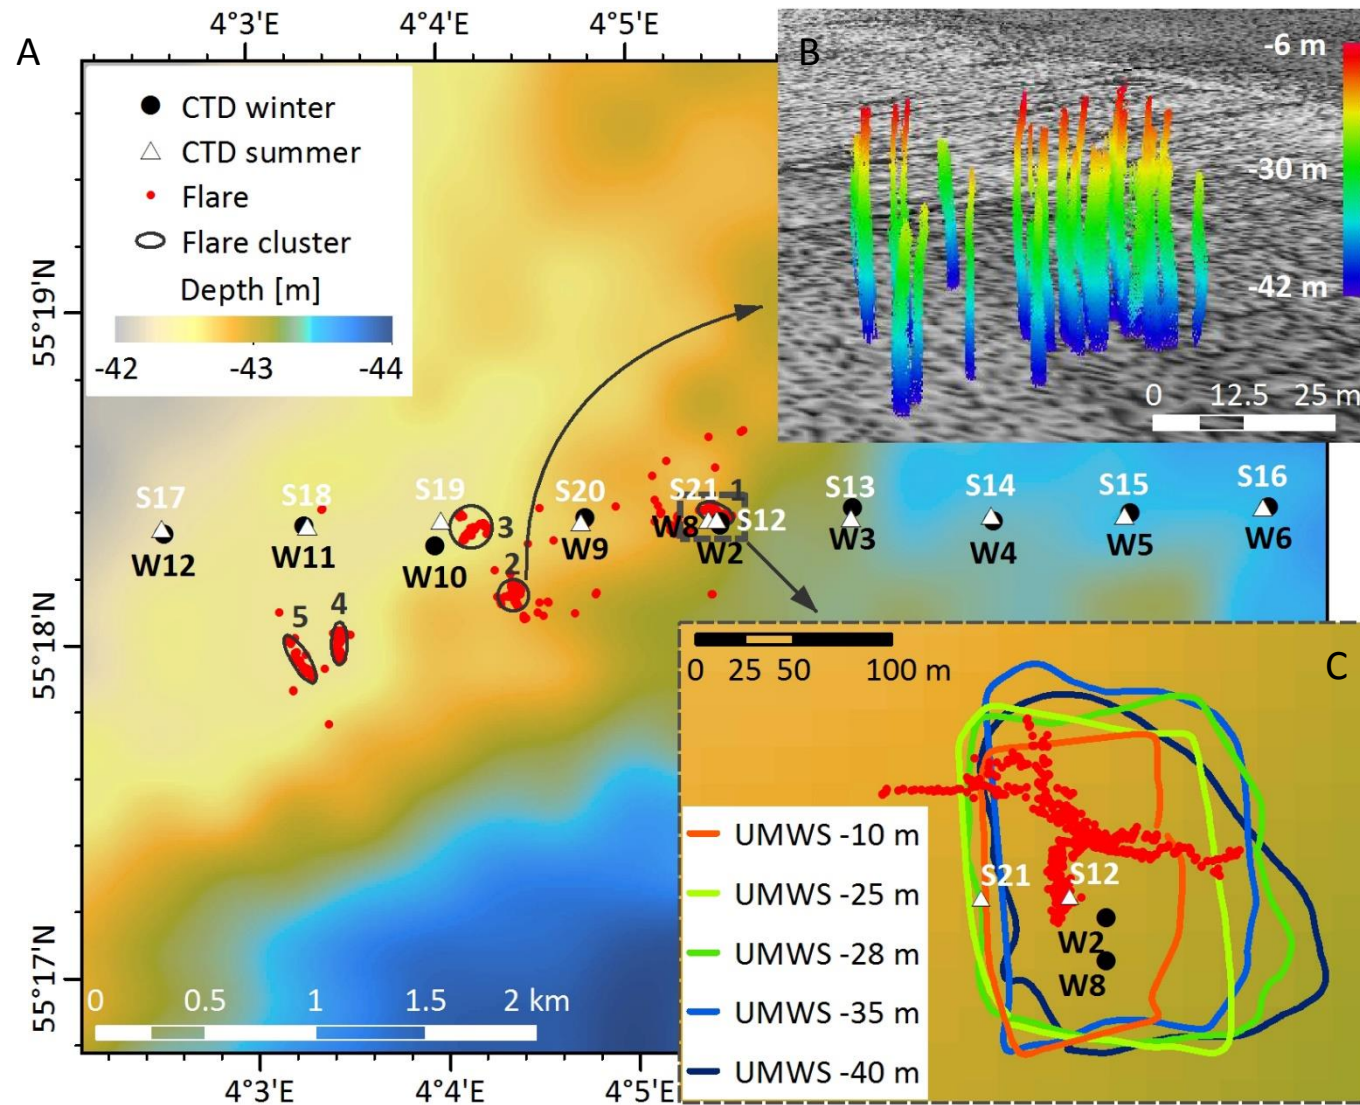 A
4°3'E
4°4'E
4°5'E
CTD winter
CTD summer
Flare
Flare cluster
Depth [m]
-42
-43
-44
55°19'N
55°18'N
55°17'N
B
-6 m
-30 m
-42 m
0
12.5
25 m
S17
S18
S19
S20
S21
1
S12
S13
S14
S15
S16
W12
W11
W10
3
W9
W8
W2
W3
W4
W5
W6
2
5
4
0
0.5
1
1.5
2 km
4°3'E
4°4'E
4°5'E
C
0
25
50
100 m
UMWS -10 m
UMWS -25 m
UMWS -28 m
UMWS -35 m
UMWS -40 m
S21
S12
W2
W8